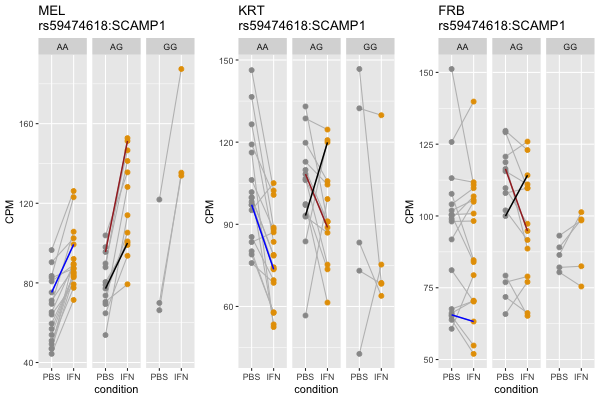 MEL
rs59474618:SCAMP1
AA AG GG
CPM
160
120
80
40
PBS IFN PBS IFN PBS IFN
condition
KRT
rs59474618:SCAMP1
AA AG GG
CPM
150
120
90
60
PBS IFN PBS IFN PBS IFN
condition
FRB
rs59474618:SCAMP1
AA AG GG
CPM
150
125
100
75
50
PBS IFN PBS IFN PBS IFN
condition